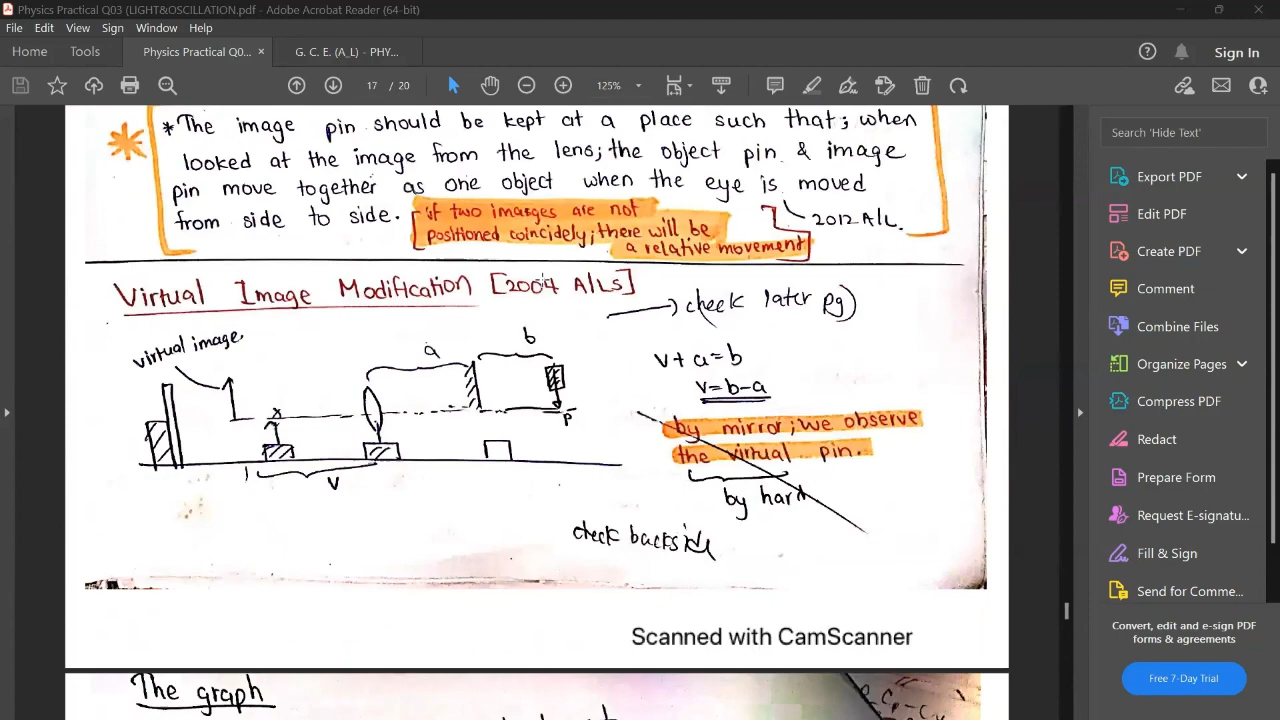 Physics Practical Q03 (LIGHT&OSCILLATION.pdf - Adobe Acrobat Reader (64-bit)
File Edit View Sign Window Help
Home Tools Physics Practical Q0... × G. C. E. (A_L) - PHY... Sign In
17 / 20 125%
*The image pin should be kept at a place such that; when
looked at the image from the lens; the object pin & image
pin move together as one object when the eye is moved
from side to side.
if two imasges are not
positioned coincidely; there will be
a relative movement
2012 A/L.
Virtual Image Modification [2004 A/Ls]
check later pg)
virtual image
a
b
x
p
v
v + a = b
v = b - a
by mirror; we observe
the virtual pin.
by hard
check backside
Scanned with CamScanner
The graph
Search 'Hide Text'
Export PDF
Edit PDF
Create PDF
Comment
Combine Files
Organize Pages
Compress PDF
Redact
Prepare Form
Request E-signatu...
Fill & Sign
Send for Comme...
Convert, edit and e-sign PDF
forms & agreements
Free 7-Day Trial